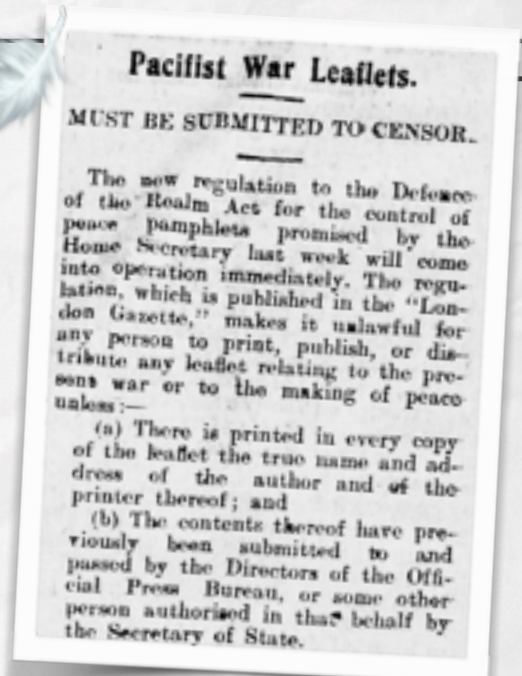 Pacifist War Leaflets.
MUST BE SUBMITTED TO CENSOR.
The new regulation to the Defence
of the Realm Act for the control of
peace pamphlets promised by the
Home Secretary last week will come
into operation immediately. The regu-
lation, which is published in the "Lon-
don Gazette," makes it unlawful for
any person to print, publish, or dis-
tribute any leaflet relating to the pre-
sent war or to the making of peace
unless:—
(a) There is printed in every copy
of the leaflet the true name and ad-
dress of the author and of the
printer thereof; and
(b) The contents thereof have pre-
viously been submitted to and
passed by the Directors of the Offi-
cial Press Bureau, or some other
person authorised in that behalf by
the Secretary of State.